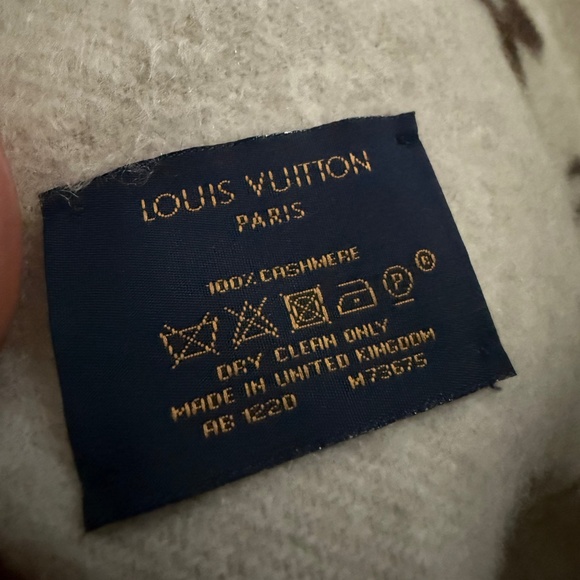 LOUIS VUITTON
PARIS
100% CASHMERE
P ®
DRY CLEAN ONLY
MADE IN UNITED KINGDOM
AB 1220 M73675